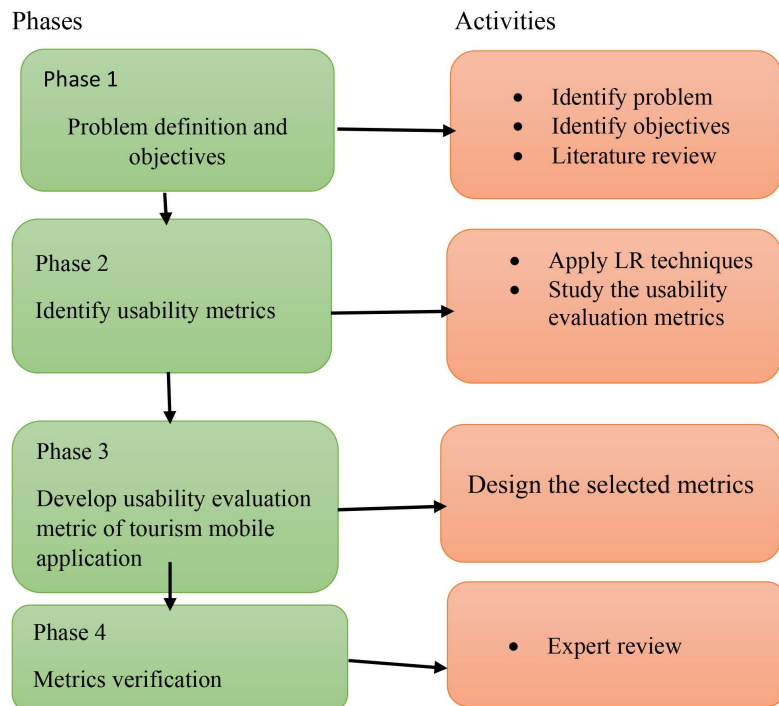 Phases
Activities
Phase 1
Problem definition and
objectives
• Identify problem
• Identify objectives
• Literature review
Phase 2
Identify usability metrics
• Apply LR techniques
• Study the usability
evaluation metrics
Phase 3
Develop usability evaluation
metric of tourism mobile
application
Design the selected metrics
Phase 4
Metrics verification
• Expert review